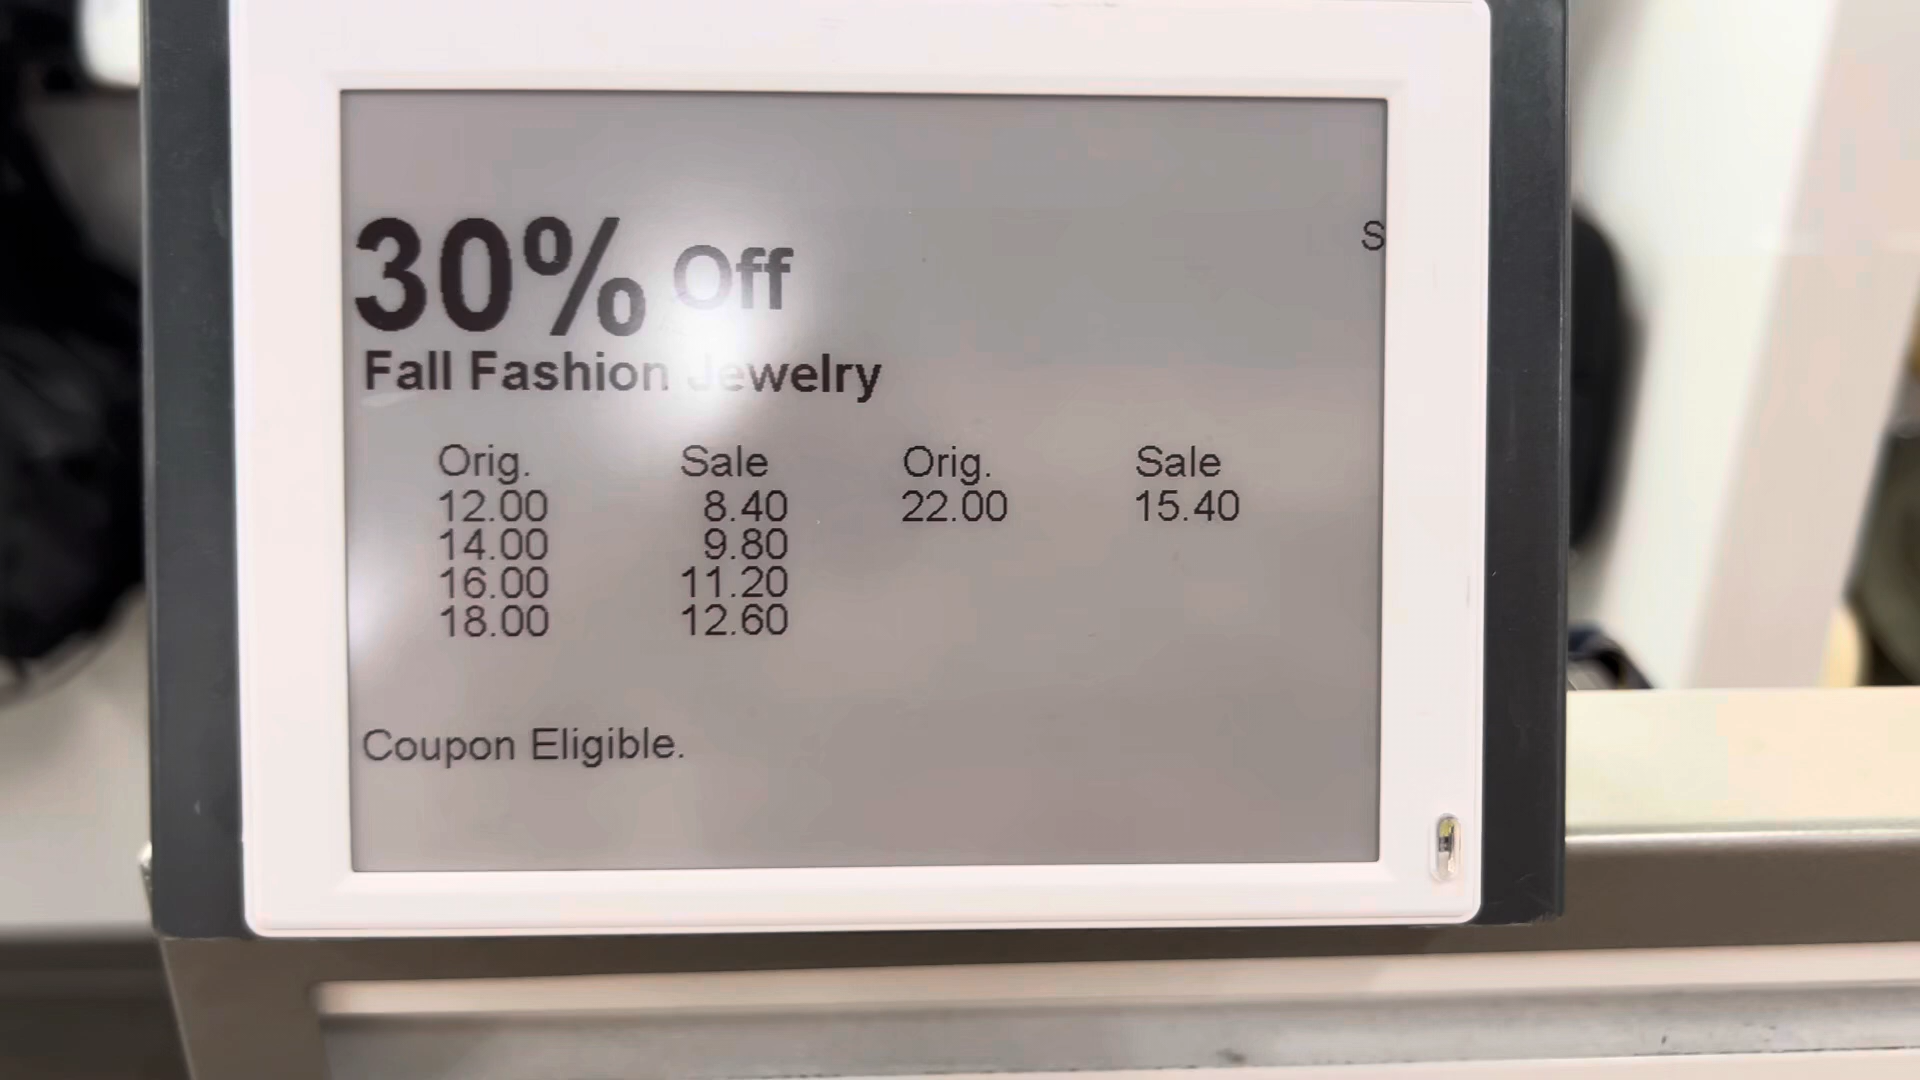 S
30% Off
Fall Fashion Jewelry
Orig. Sale Orig. Sale
12.00 8.40 22.00 15.40
14.00 9.80
16.00 11.20
18.00 12.60
Coupon Eligible.